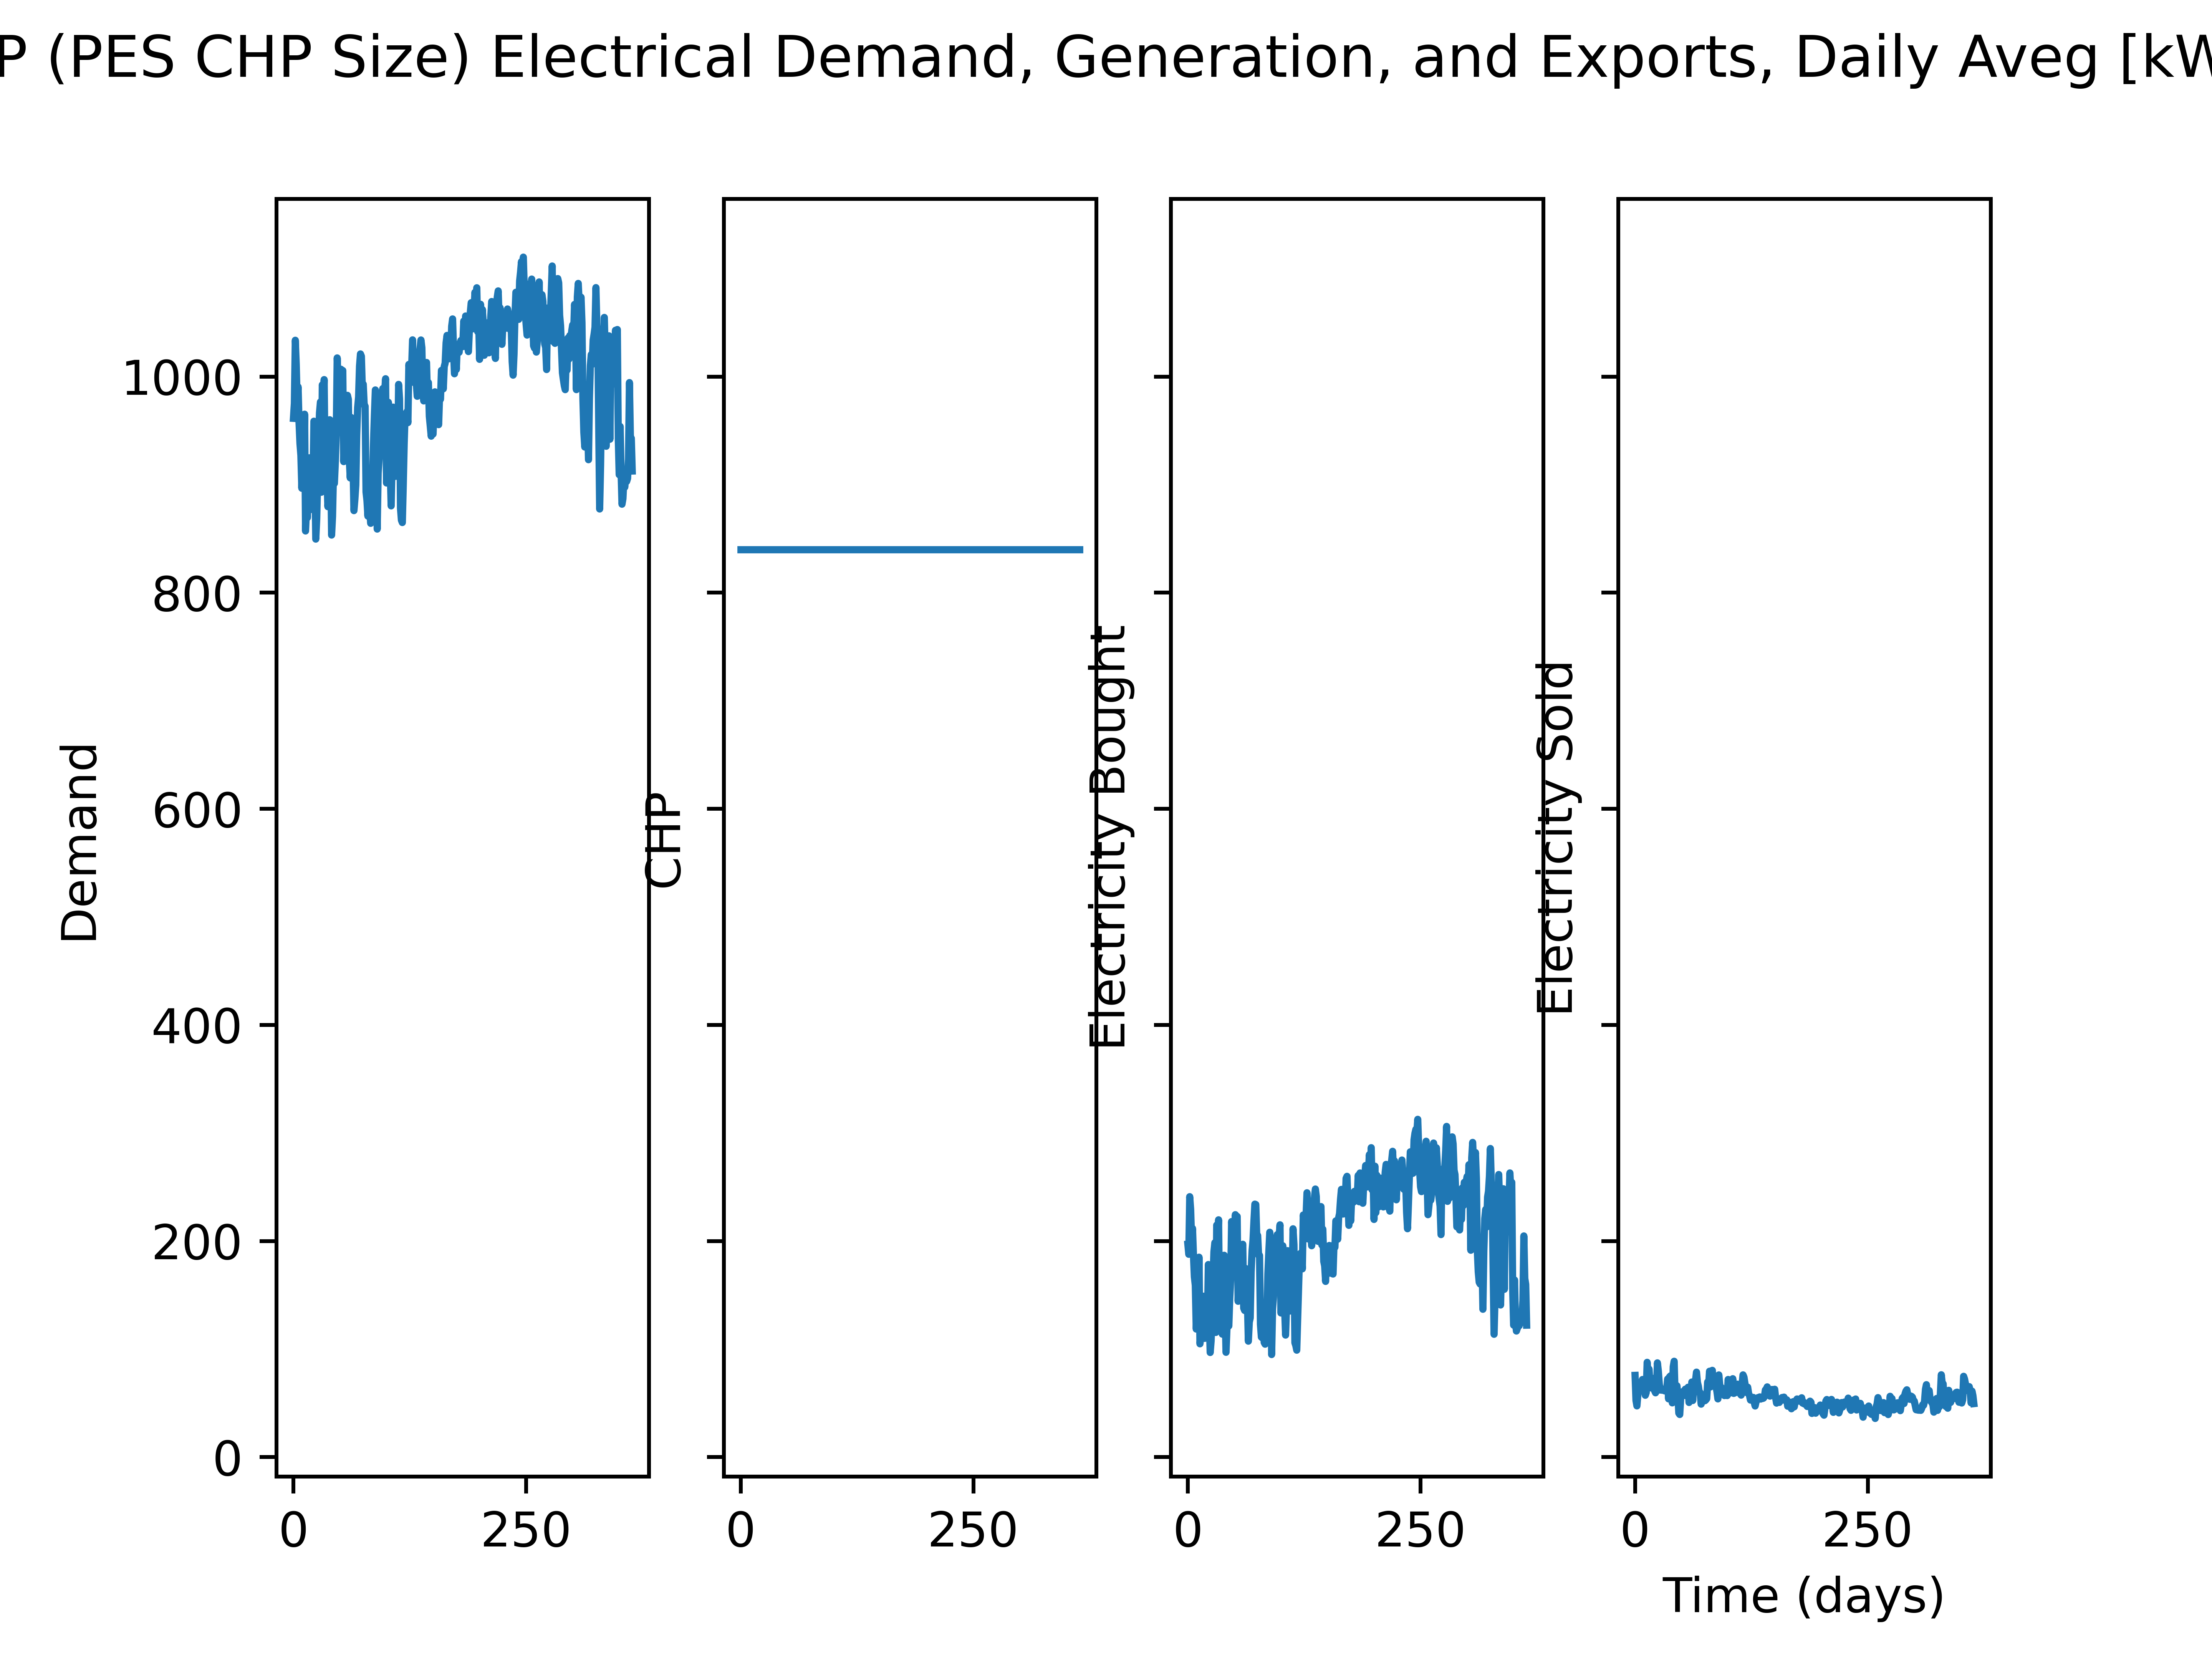 P (PES CHP Size) Electrical Demand, Generation, and Exports, Daily Aveg [kW
Demand
1000
800
600
400
200
0
0 250
CHP
0 250
Electricity Bought
0 250
Electricity Sold
0 250
Time (days)